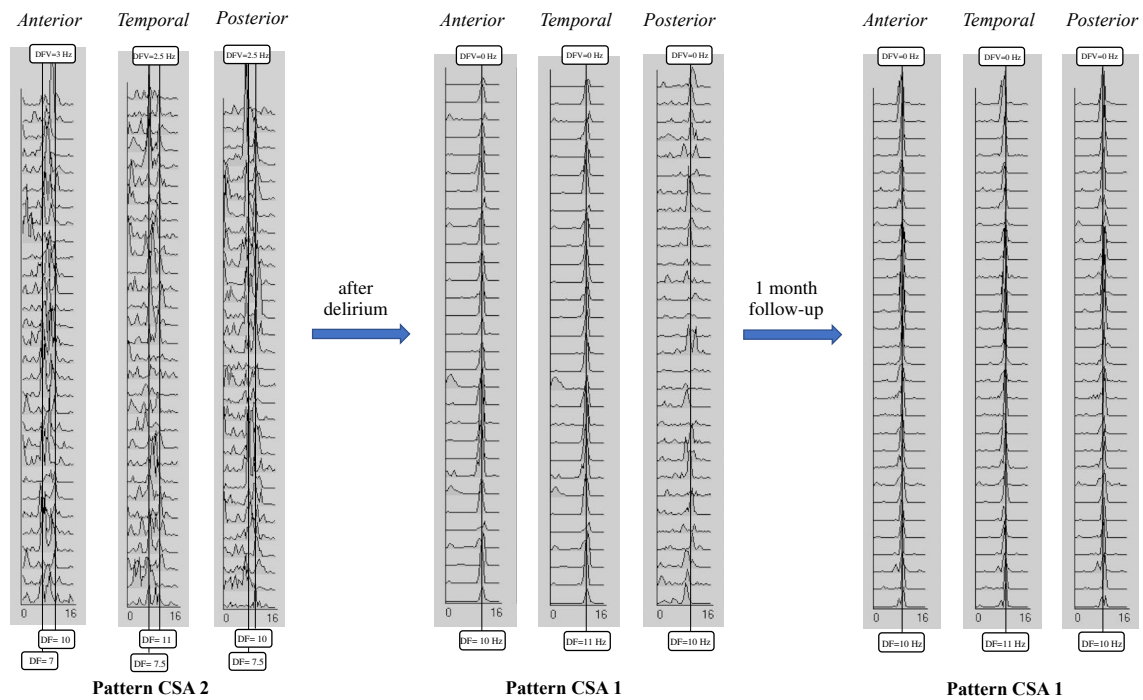 Anterior Temporal Posterior Anterior Temporal Posterior Anterior Temporal Posterior
DFV=3 Hz DFV=2.5 Hz DFV=2.5 Hz DFV=0 Hz DFV=0 Hz DFV=0 Hz DFV=0 Hz DFV=0 Hz DFV=0 Hz
after
delirium
1 month
follow-up
0 16 0 16 0 16 0 16 0 16 0 16 0 16 0 16 0 16
DF= 10 DF= 11 DF= 10 DF= 10 Hz DF=11 Hz DF=10 Hz DF=10 Hz DF=11 Hz DF=10 Hz
DF= 7 DF= 7.5 DF= 7.5
Pattern CSA 2 Pattern CSA 1 Pattern CSA 1